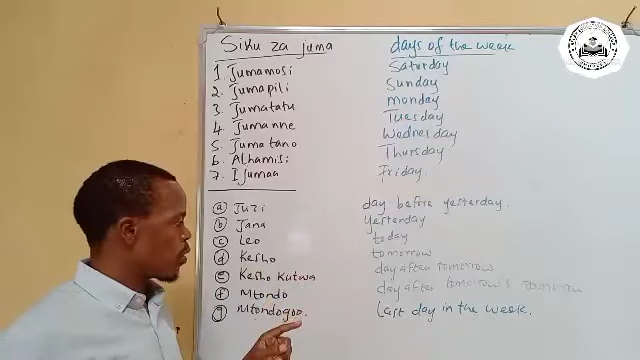 Siku za juma days of the week
1. Jumamosi Saturday
2. Jumapili Sunday
3. Jumatatu Monday
4. Jumanne Tuesday
5. Jumatano Wednesday
6. Alhamisi Thursday
7. Ijumaa Friday.
a Juzi day before yesterday.
b Jana yesterday
c Leo today
d Kesho tomorrow
e Kesho kutwa day after tomorrow
f Mtondo day after tomorrow's tomorrow
g Mtondogoo. Last day in the week.